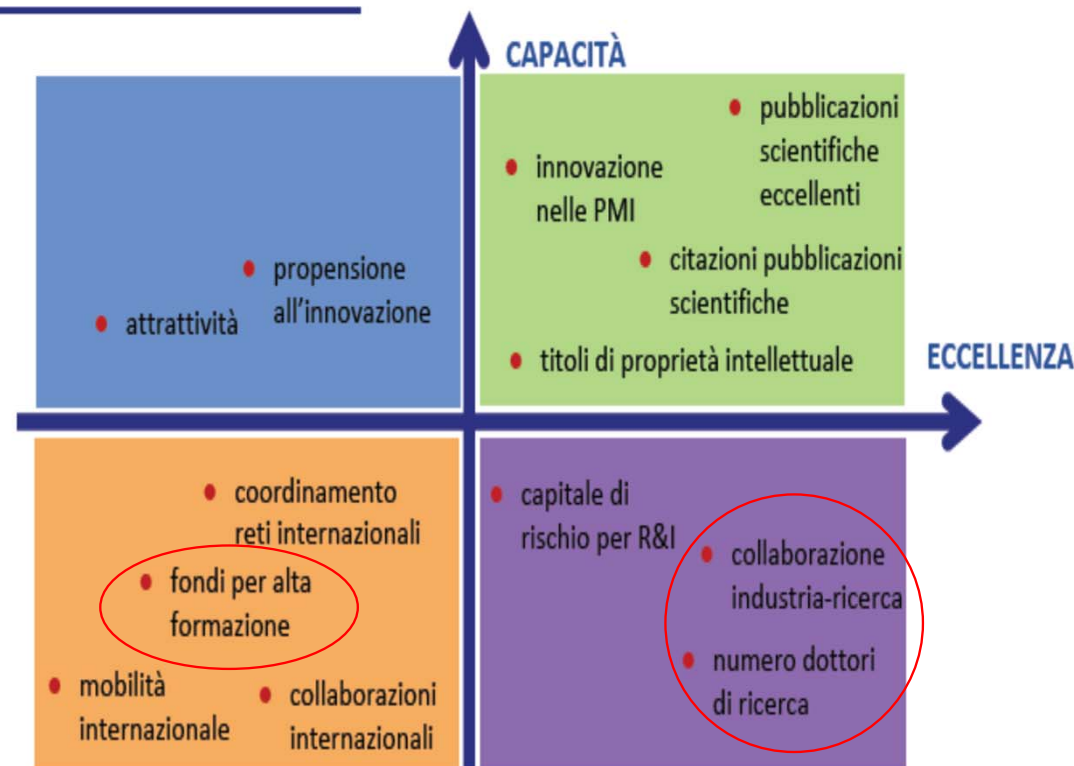 CAPACITÀ
pubblicazioni
scientifiche
eccellenti
innovazione
nelle PMI
citazioni pubblicazioni
scientifiche
titoli di proprietà intellettuale
propensione
all'innovazione
attrattività
ECCELLENZA
coordinamento
reti internazionali
fondi per alta
formazione
mobilità
internazionale
collaborazioni
internazionali
capitale di
rischio per R&I
collaborazione
industria-ricerca
numero dottori
di ricerca